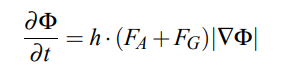 ∂Φ/∂t = h · (F_A + F_G)|∇Φ|